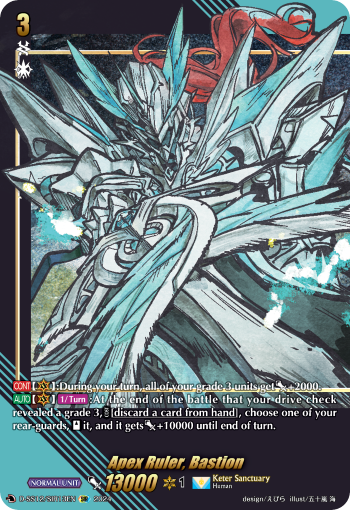 3
CONT【】:During your turn, all of your grade 3 units get +2000.
AUTO【】1/Turn:At the end of the battle that your drive check
revealed a grade 3, [discard a card from hand], choose one of your
rear-guards, it, and it gets +10000 until end of turn.
Apex Ruler, Bastion
NORMAL UNIT 13000 1 Keter Sanctuary
Human
2024 design/えびら illust/五十嵐 海